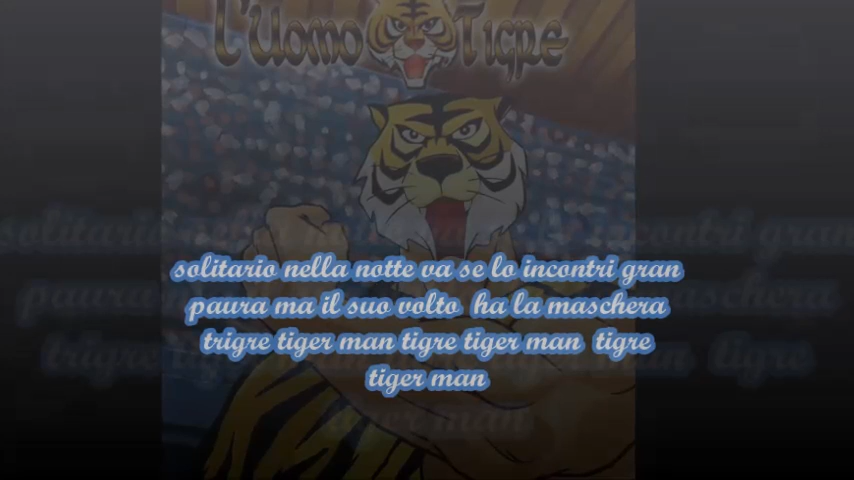 L'Uomo Tigre
solitario nella notte va se lo incontri gran
paura ma il suo volto ha la maschera
trigre tiger man tigre tiger man tigre
tiger man